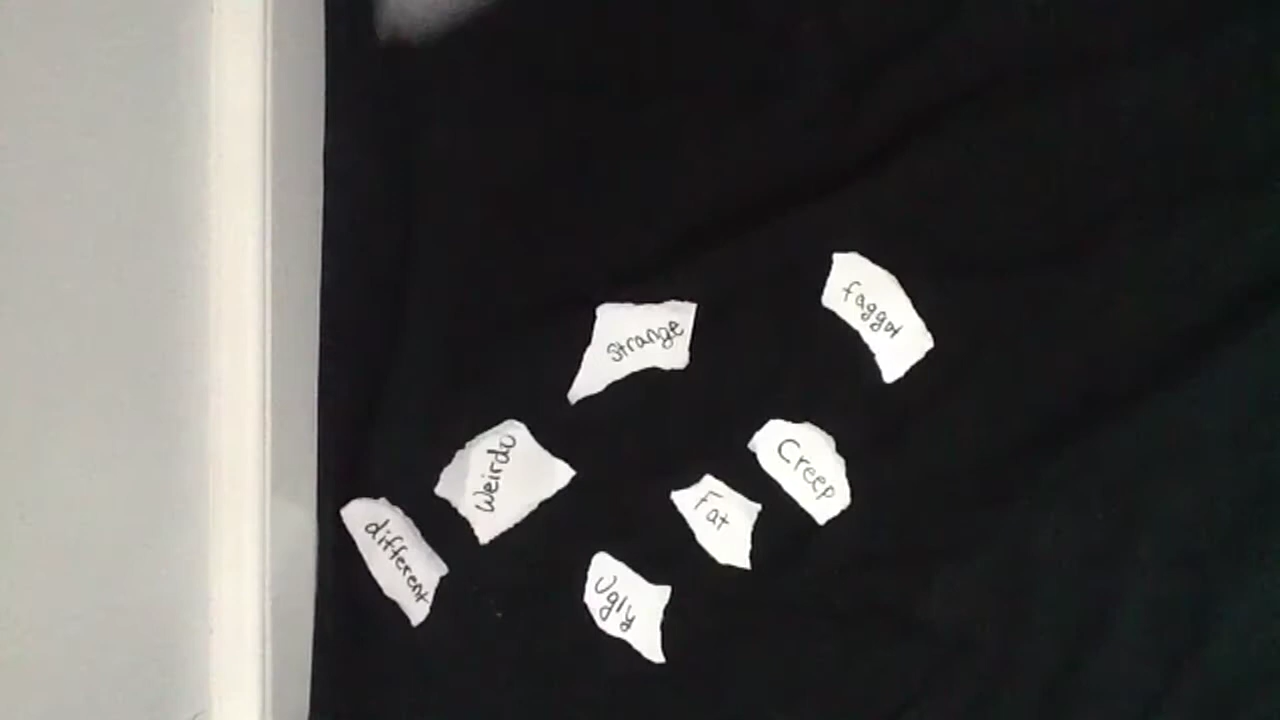 Strange
faggot
Weirdo
Creep
Fat
different
Ugly